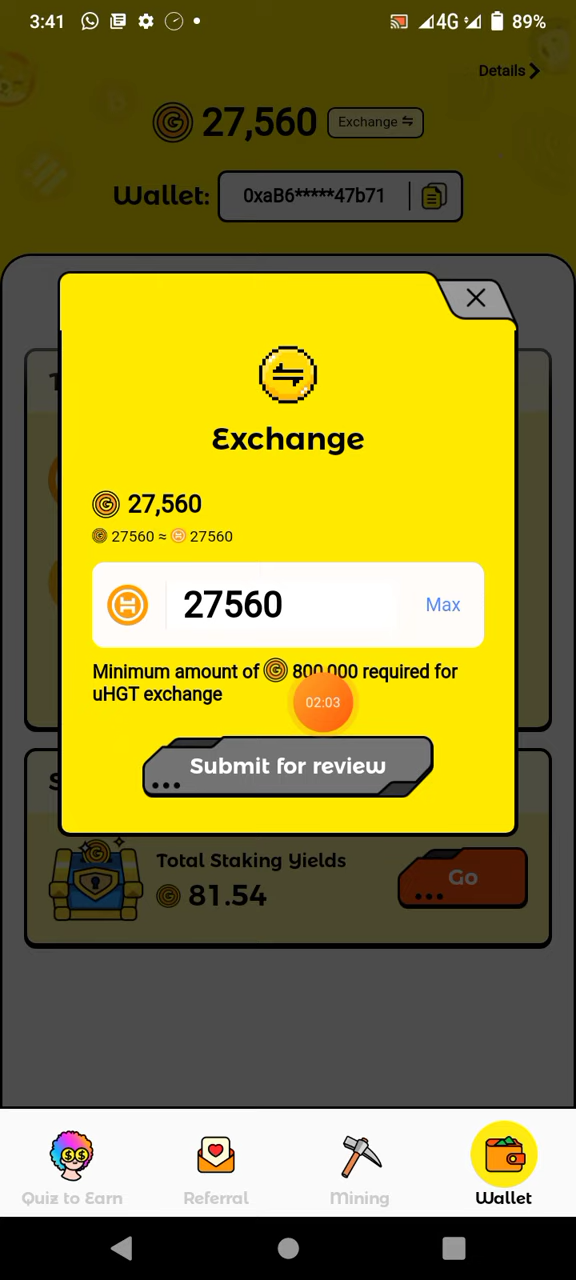 3:41 4G 89%
Details
27,560 Exchange
Wallet: 0xaB6*****47b71
Exchange
27,560
27560 ≈ 27560
27560 Max
Minimum amount of 800,000 required for
uHGT exchange
02:03
Submit for review
Total Staking Yields
81.54
Go
Quiz to Earn Referral Mining Wallet